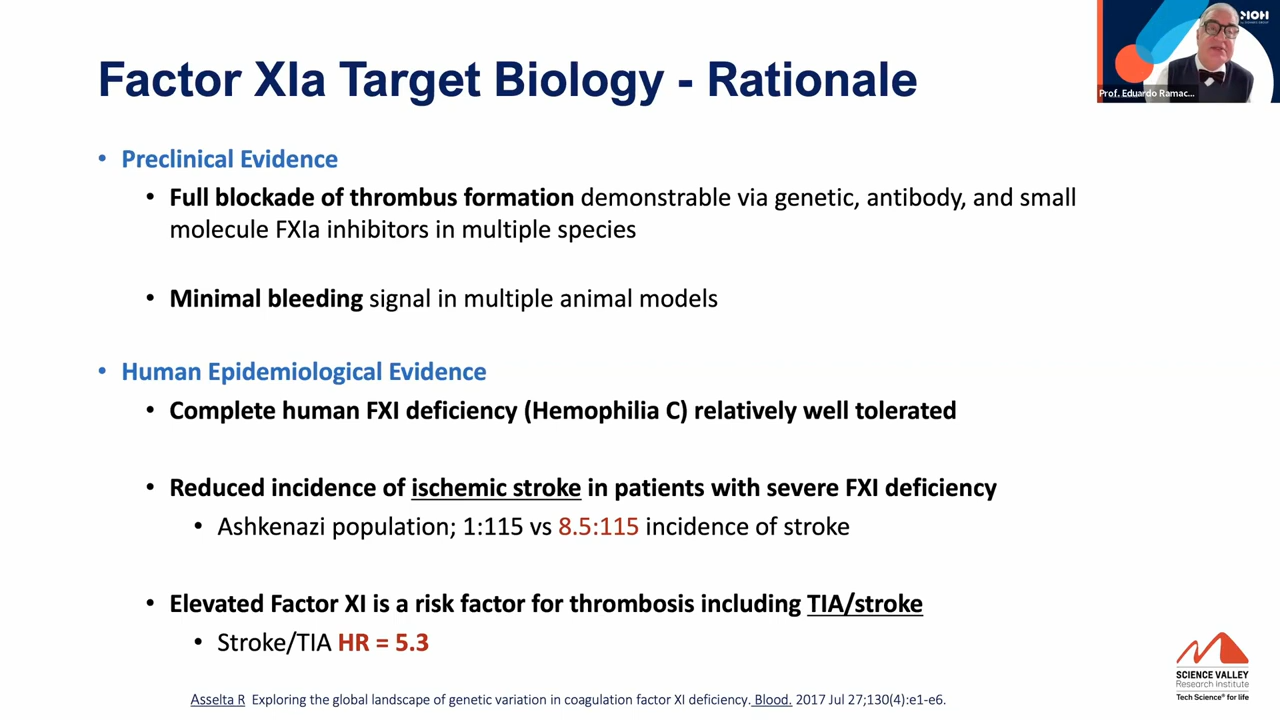 Factor XIa Target Biology - Rationale
Prof. Eduardo Ramac...
• Preclinical Evidence
• Full blockade of thrombus formation demonstrable via genetic, antibody, and small
molecule FXIa inhibitors in multiple species
• Minimal bleeding signal in multiple animal models
• Human Epidemiological Evidence
• Complete human FXI deficiency (Hemophilia C) relatively well tolerated
• Reduced incidence of ischemic stroke in patients with severe FXI deficiency
• Ashkenazi population; 1:115 vs 8.5:115 incidence of stroke
• Elevated Factor XI is a risk factor for thrombosis including TIA/stroke
• Stroke/TIA HR = 5.3
Asselta R Exploring the global landscape of genetic variation in coagulation factor XI deficiency. Blood. 2017 Jul 27;130(4):e1-e6.
SCIENCE VALLEY
Research Institute
Tech Science® for life